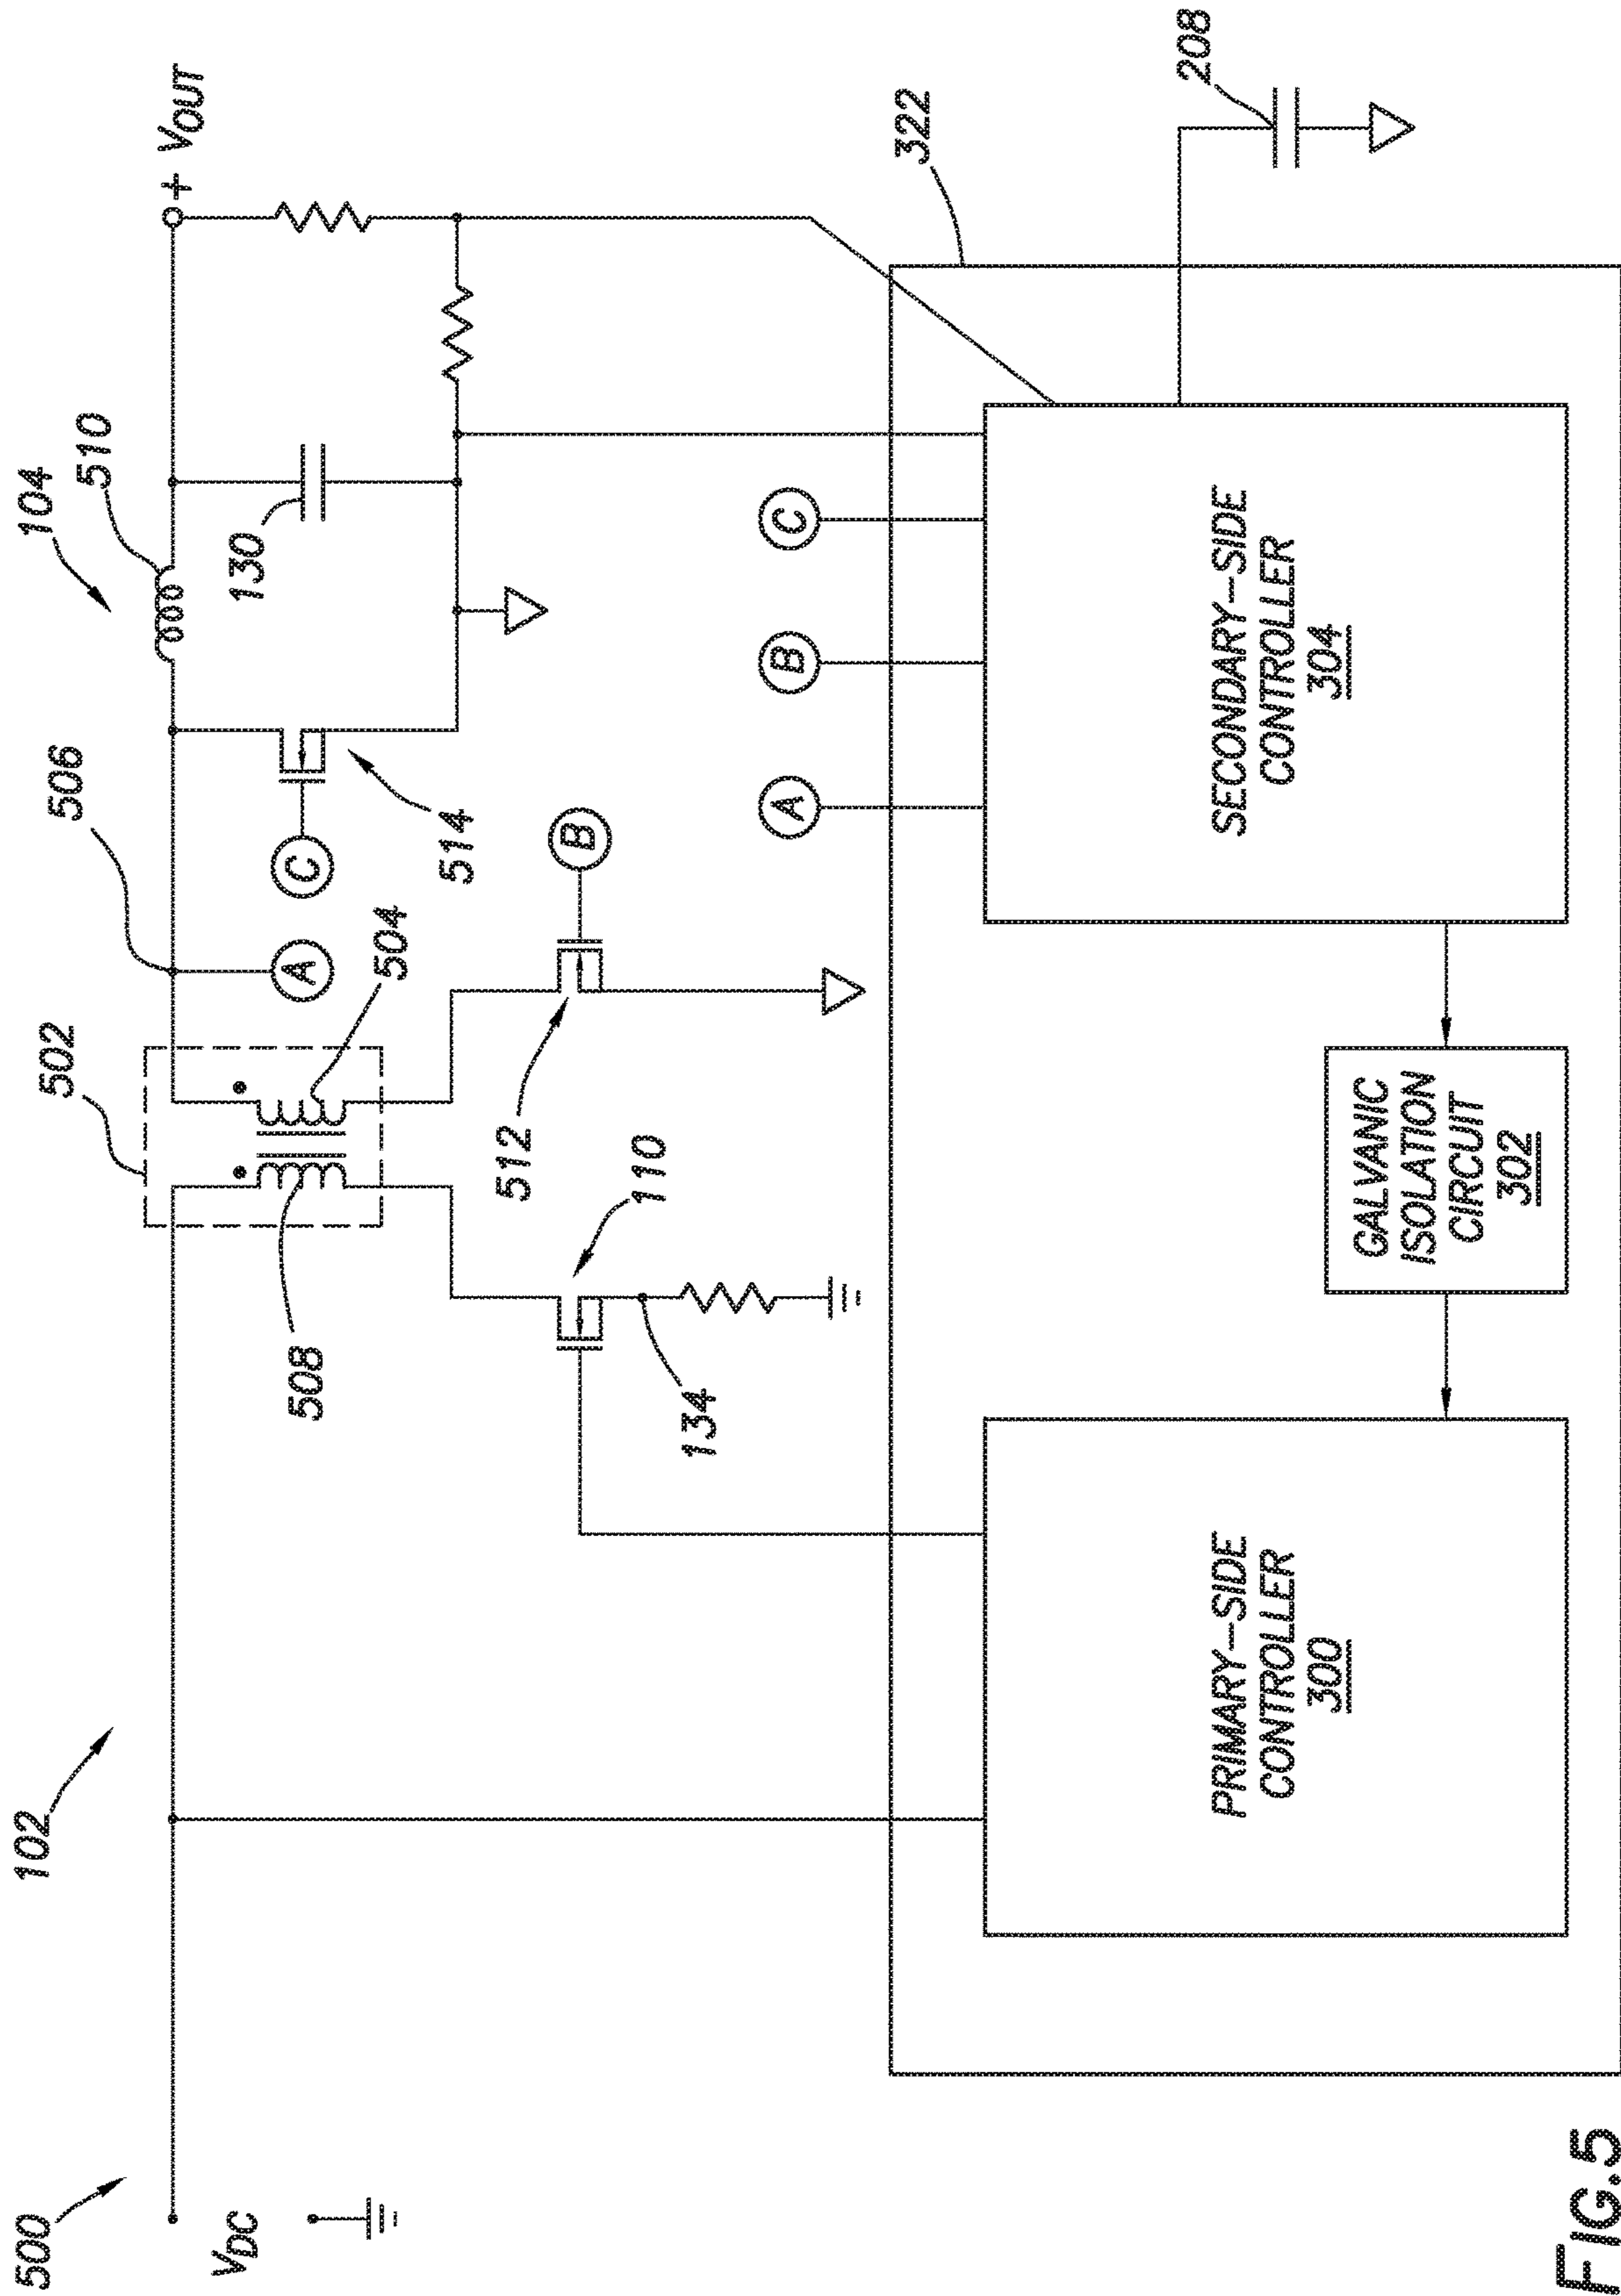 500
102
104
V_DC
502
506
510
+ V_OUT
508
504
A
C
130
514
512
B
110
134
A
B
C
322
208
PRIMARY-SIDE
CONTROLLER
300
GALVANIC
ISOLATION
CIRCUIT
302
SECONDARY-SIDE
CONTROLLER
304
FIG.5